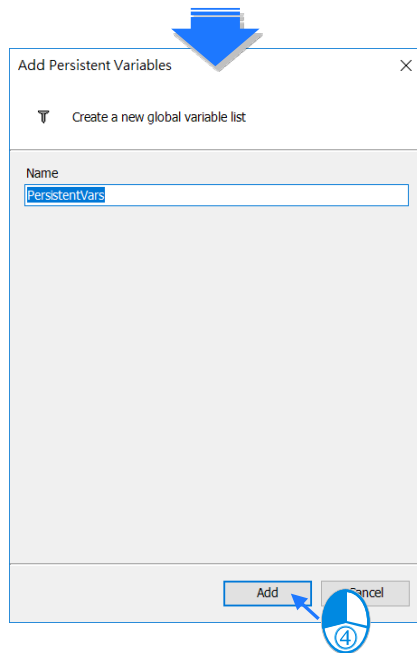 Add Persistent Variables
Create a new global variable list
Name
PersistentVars
Add
Cancel
④